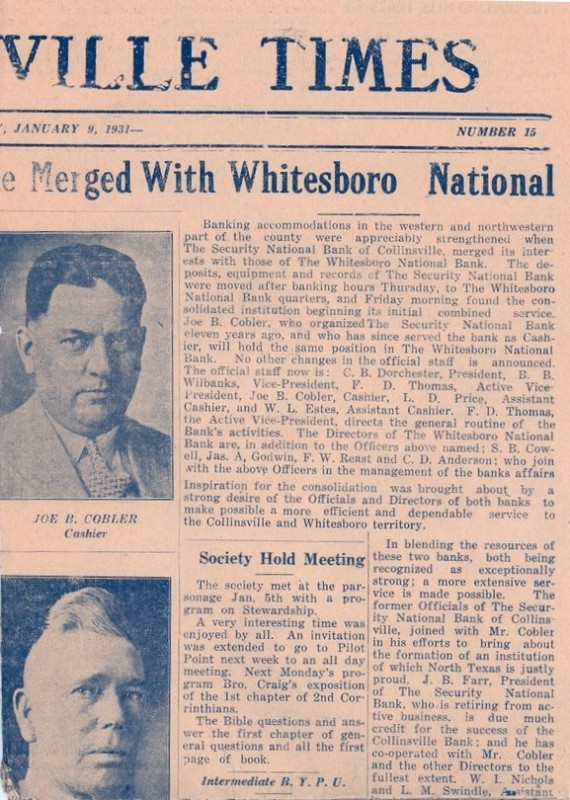 VILLE TIMES
, JANUARY 9, 1931—
NUMBER 15
e Merged With Whitesboro National
Banking accommodations in the western and northwestern
part of the county were appreciably strengthened when
The Security National Bank of Collinsville, merged its inter-
ests with those of The Whitesboro National Bank. The de-
posits, equipment and records of The Security National Bank
were moved after banking hours Thursday, to The Whitesboro
National Bank quarters, and Friday morning found the con-
solidated institution beginning its initial combined service.
Joe B. Cobler, who organized The Security National Bank
eleven years ago, and who has since served the bank as Cash-
ier, will hold the same position in The Whitesboro National
Bank. No other changes in the official staff is announced.
The official staff now is: C. B. Dorchester, President, B. B.
Wilbanks, Vice-President, F. D. Thomas, Active Vice-
President, Joe B. Cobler, Cashier, L. D. Price, Assistant
Cashier, and W. L. Estes, Assistant Cashier. F. D. Thomas,
the Active Vice-President, directs the general routine of the
Bank's activities. The Directors of The Whitesboro National
Bank are, in addition to the Officers above named; S. B. Cow-
ell, Jas. A, Godwin, F. W. Reast and C. D. Anderson; who join
with the above Officers in the management of the banks affairs
Inspiration for the consolidation was brought about by a
strong desire of the Officials and Directors of both banks to
make possible a more efficient and dependable service to
the Collinsville and Whitesboro territory.
JOE B. COBLER
Cashier
Society Hold Meeting
The society met at the par-
sonage Jan. 5th with a pro-
gram on Stewardship.
A very interesting time was
enjoyed by all. An invitation
was extended to go to Pilot
Point next week to an all day
meeting. Next Monday's pro-
gram Bro. Craig's exposition
of the 1st chapter of 2nd Cor-
inthians.
The Bible questions and ans-
wer the first chapter of gen-
eral questions and all the first
page of book.
Intermediate B. Y. P. U.
In blending the resources of
these two banks, both being
recognized as exceptionally
strong; a more extensive ser-
vice is made possible. The
former Officials of The Secur-
ity National Bank of Collins-
ville, joined with Mr. Cobler
in his efforts to bring about
the formation of an institution
of which North Texas is justly
proud. J. B. Farr, President
of The Security National
Bank, who is retiring from ac-
tive business, is due much
credit for the success of the
Collinsville Bank; and he has
co-operated with Mr. Cobler
and the other Directors to the
fullest extent. W. I. Nichols
and L. M. Swindle, Assistant